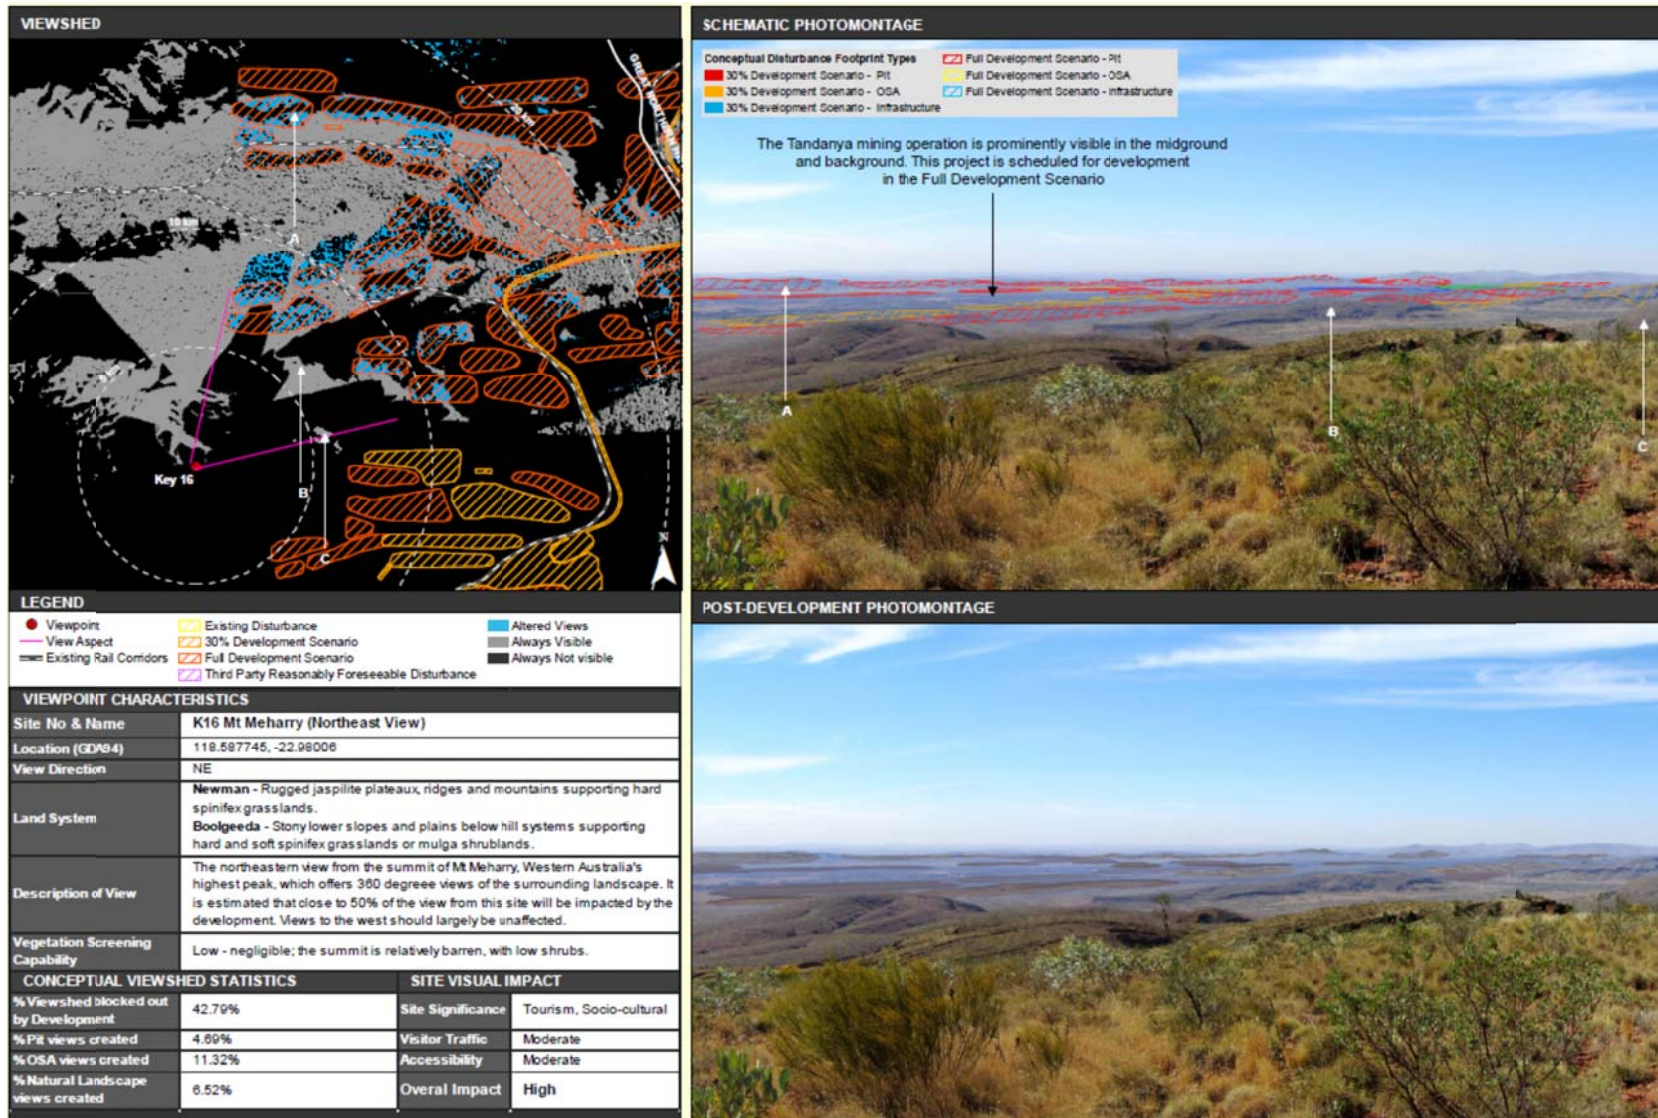 VIEWSHED
GREAT NORTHERN
20 km
10 km
5 km
A
Key 16
B
C
N
LEGEND
Viewpoint
View Aspect
Existing Rail Corridors
Existing Disturbance
30% Development Scenario
Full Development Scenario
Third Party Reasonably Foreseeable Disturbance
Altered Views
Always Visible
Always Not visible
VIEWPOINT CHARACTERISTICS
Site No & Name
K16 Mt Meharry (Northeast View)
Location (GDA94)
118.587745, -22.98006
View Direction
NE
Land System
Newman - Rugged jaspilite plateaux, ridges and mountains supporting hard
spinifex grasslands.
Boolgeeda - Stony lower slopes and plains below hill systems supporting
hard and soft spinifex grasslands or mulga shrublands.
Description of View
The northeastern view from the summit of Mt Meharry, Western Australia's
highest peak, which offers 360 degreee views of the surrounding landscape. It
is estimated that close to 50% of the view from this site will be impacted by the
development. Views to the west should largely be unaffected.
Vegetation Screening
Capability
Low - negligible; the summit is relatively barren, with low shrubs.
CONCEPTUAL VIEWSHED STATISTICS
SITE VISUAL IMPACT
% Viewshed blocked out
by Development
42.79%
Site Significance
Tourism, Socio-cultural
% Pit views created
4.69%
Visitor Traffic
Moderate
% OSA views created
11.32%
Accessibility
Moderate
% Natural Landscape
views created
6.52%
Overal Impact
High
SCHEMATIC PHOTOMONTAGE
Conceptual Disturbance Footprint Types
30% Development Scenario - Pit
30% Development Scenario - OSA
30% Development Scenario - Infrastructure
Full Development Scenario - Pit
Full Development Scenario - OSA
Full Development Scenario - Infrastructure
The Tandanya mining operation is prominently visible in the midground
and background. This project is scheduled for development
in the Full Development Scenario
A
B
C
POST-DEVELOPMENT PHOTOMONTAGE